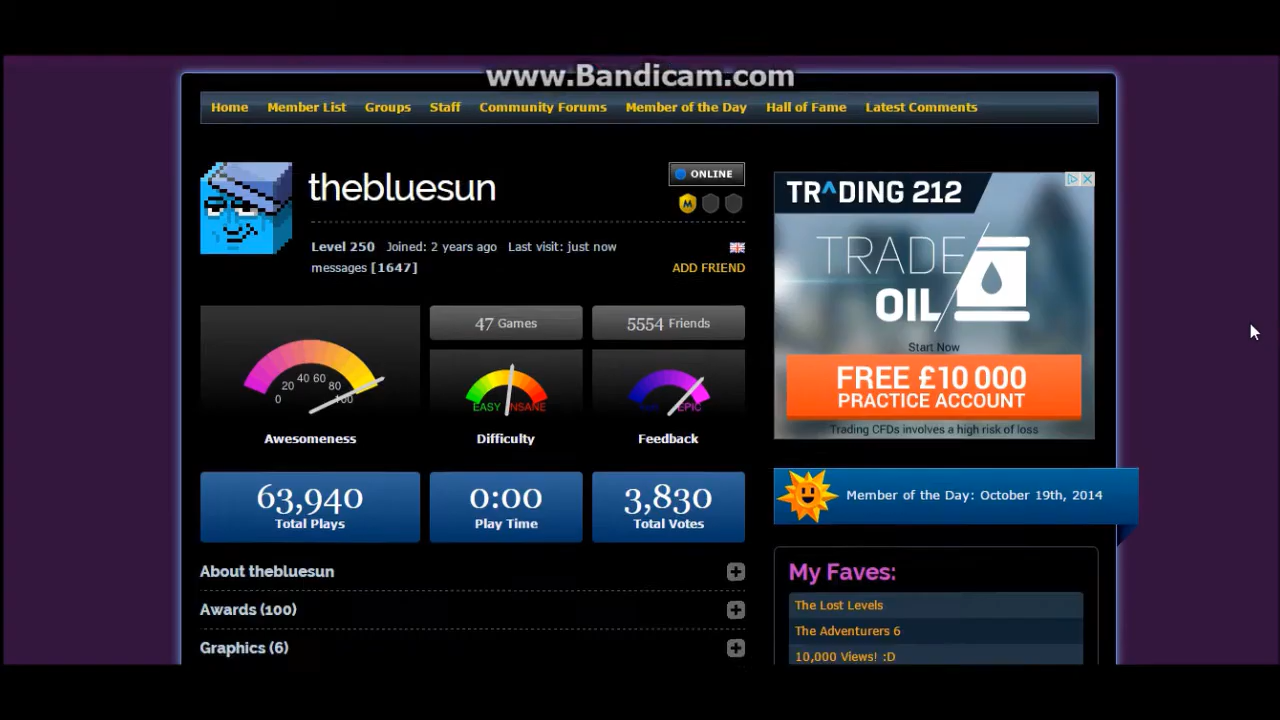 www.Bandicam.com
Home Member List Groups Staff Community Forums Member of the Day Hall of Fame Latest Comments
thebluesun
ONLINE
M
Level 250 Joined: 2 years ago Last visit: just now
messages [1647]
ADD FRIEND
47 Games
5554 Friends
0 20 40 60 80 100
Awesomeness
EASY INSANE
Difficulty
EPIC
Feedback
63,940
Total Plays
0:00
Play Time
3,830
Total Votes
About thebluesun
Awards (100)
Graphics (6)
TR^DING 212
TRADE
OIL
Start Now
FREE £10 000
PRACTICE ACCOUNT
Trading CFDs involves a high risk of loss
Member of the Day: October 19th, 2014
My Faves:
The Lost Levels
The Adventurers 6
10,000 Views! :D